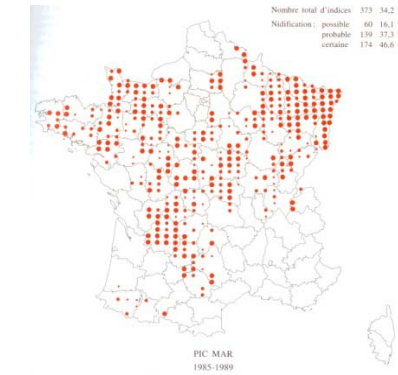 Nombre total d'indices 373 34,2
Nidification : possible 60 16,1
probable 139 37,3
certaine 174 46,6
PIC MAR
1985-1989